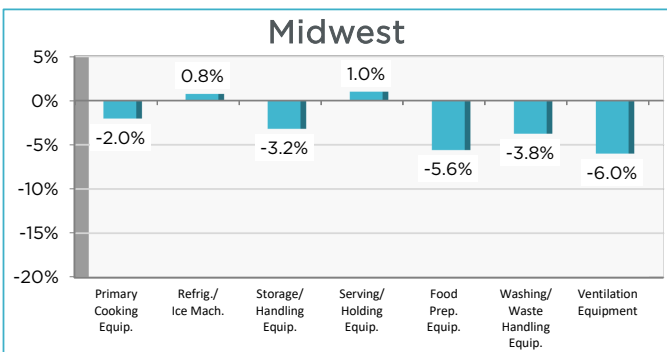 Midwest
5%
0%
-5%
-10%
-15%
-20%
-2.0%
0.8%
-3.2%
1.0%
-5.6%
-3.8%
-6.0%
Primary
Cooking
Equip.
Refrig./
Ice Mach.
Storage/
Handling
Equip.
Serving/
Holding
Equip.
Food
Prep.
Equip.
Washing/
Waste
Handling
Equip.
Ventilation
Equipment